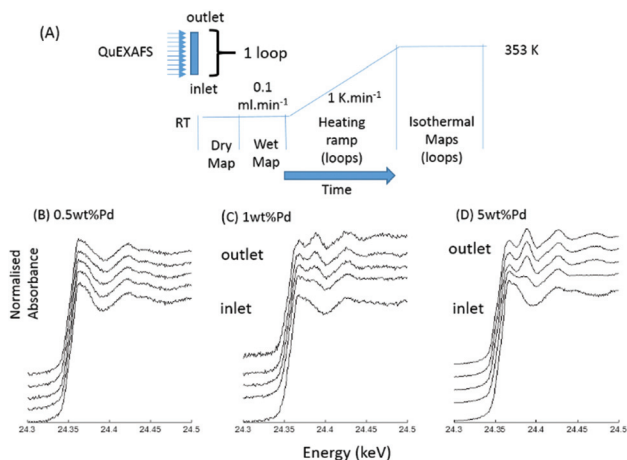 (A)
outlet
QuEXAFS
1 loop
inlet
0.1
ml.min⁻¹
353 K
1 K.min⁻¹
RT
Dry
Map
Wet
Map
Heating
ramp
(loops)
Isothermal
Maps
(loops)
Time
(B) 0.5wt%Pd
(C) 1wt%Pd
(D) 5wt%Pd
Normalised
Absorbance
outlet
inlet
outlet
inlet
24.3 24.35 24.4 24.45 24.5
24.3 24.35 24.4 24.45 24.5
24.3 24.35 24.4 24.45 24.5
Energy (keV)